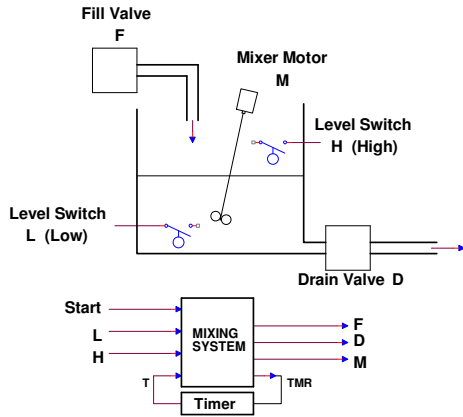 Fill Valve
F
Mixer Motor
M
Level Switch
H (High)
Level Switch
L (Low)
Drain Valve D
Start
L
H
T
MIXING
SYSTEM
F
D
M
TMR
Timer